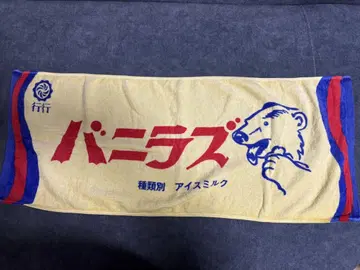 行行
バニラズ
種類別 アイスミルク